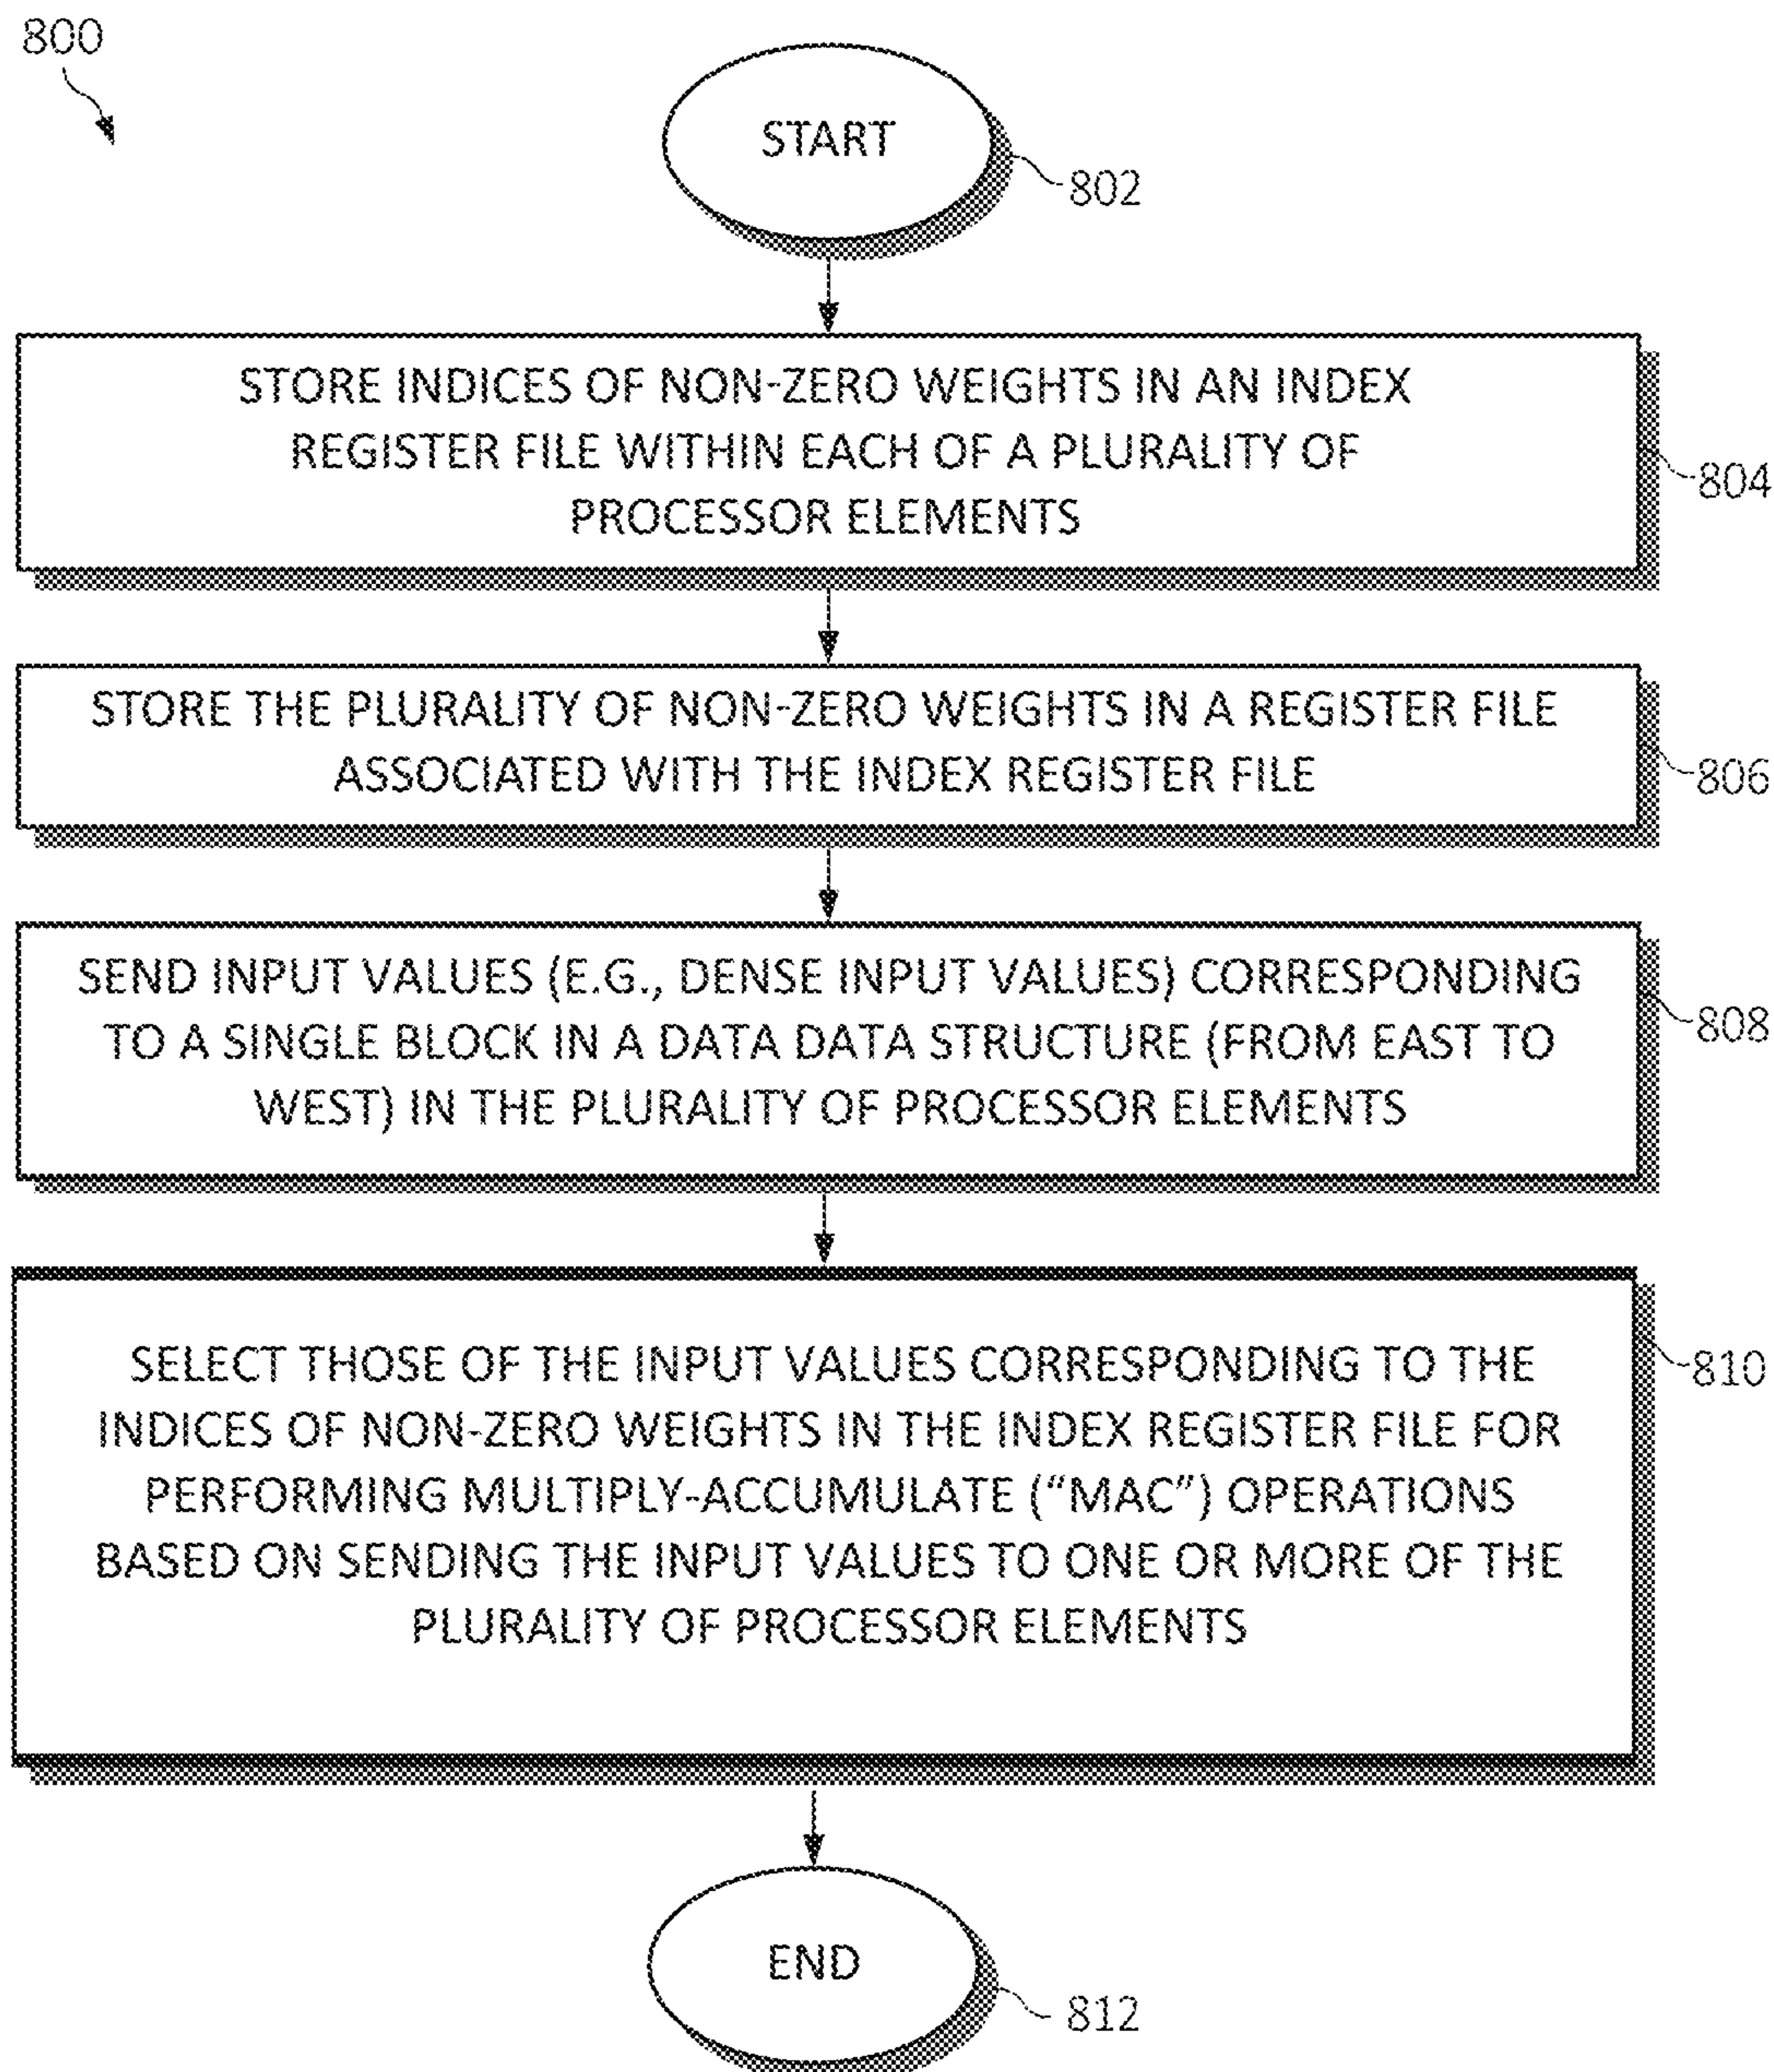 800
START
802
STORE INDICES OF NON-ZERO WEIGHTS IN AN INDEX
REGISTER FILE WITHIN EACH OF A PLURALITY OF
PROCESSOR ELEMENTS
804
STORE THE PLURALITY OF NON-ZERO WEIGHTS IN A REGISTER FILE
ASSOCIATED WITH THE INDEX REGISTER FILE
806
SEND INPUT VALUES (E.G., DENSE INPUT VALUES) CORRESPONDING
TO A SINGLE BLOCK IN A DATA DATA STRUCTURE (FROM EAST TO
WEST) IN THE PLURALITY OF PROCESSOR ELEMENTS
808
SELECT THOSE OF THE INPUT VALUES CORRESPONDING TO THE
INDICES OF NON-ZERO WEIGHTS IN THE INDEX REGISTER FILE FOR
PERFORMING MULTIPLY-ACCUMULATE (“MAC”) OPERATIONS
BASED ON SENDING THE INPUT VALUES TO ONE OR MORE OF THE
PLURALITY OF PROCESSOR ELEMENTS
810
END
812